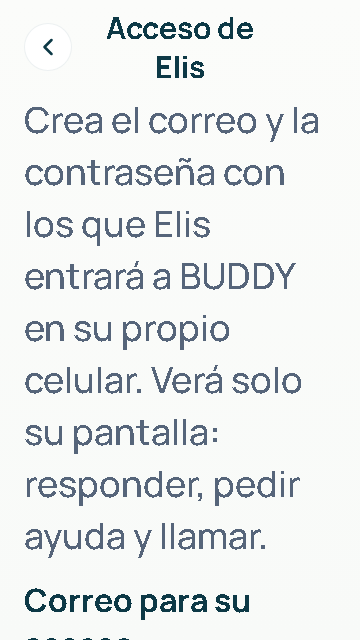 Acceso de
Elis
Crea el correo y la
contraseña con
los que Elis
entrará a BUDDY
en su propio
celular. Verá solo
su pantalla:
responder, pedir
ayuda y llamar.
Correo para su